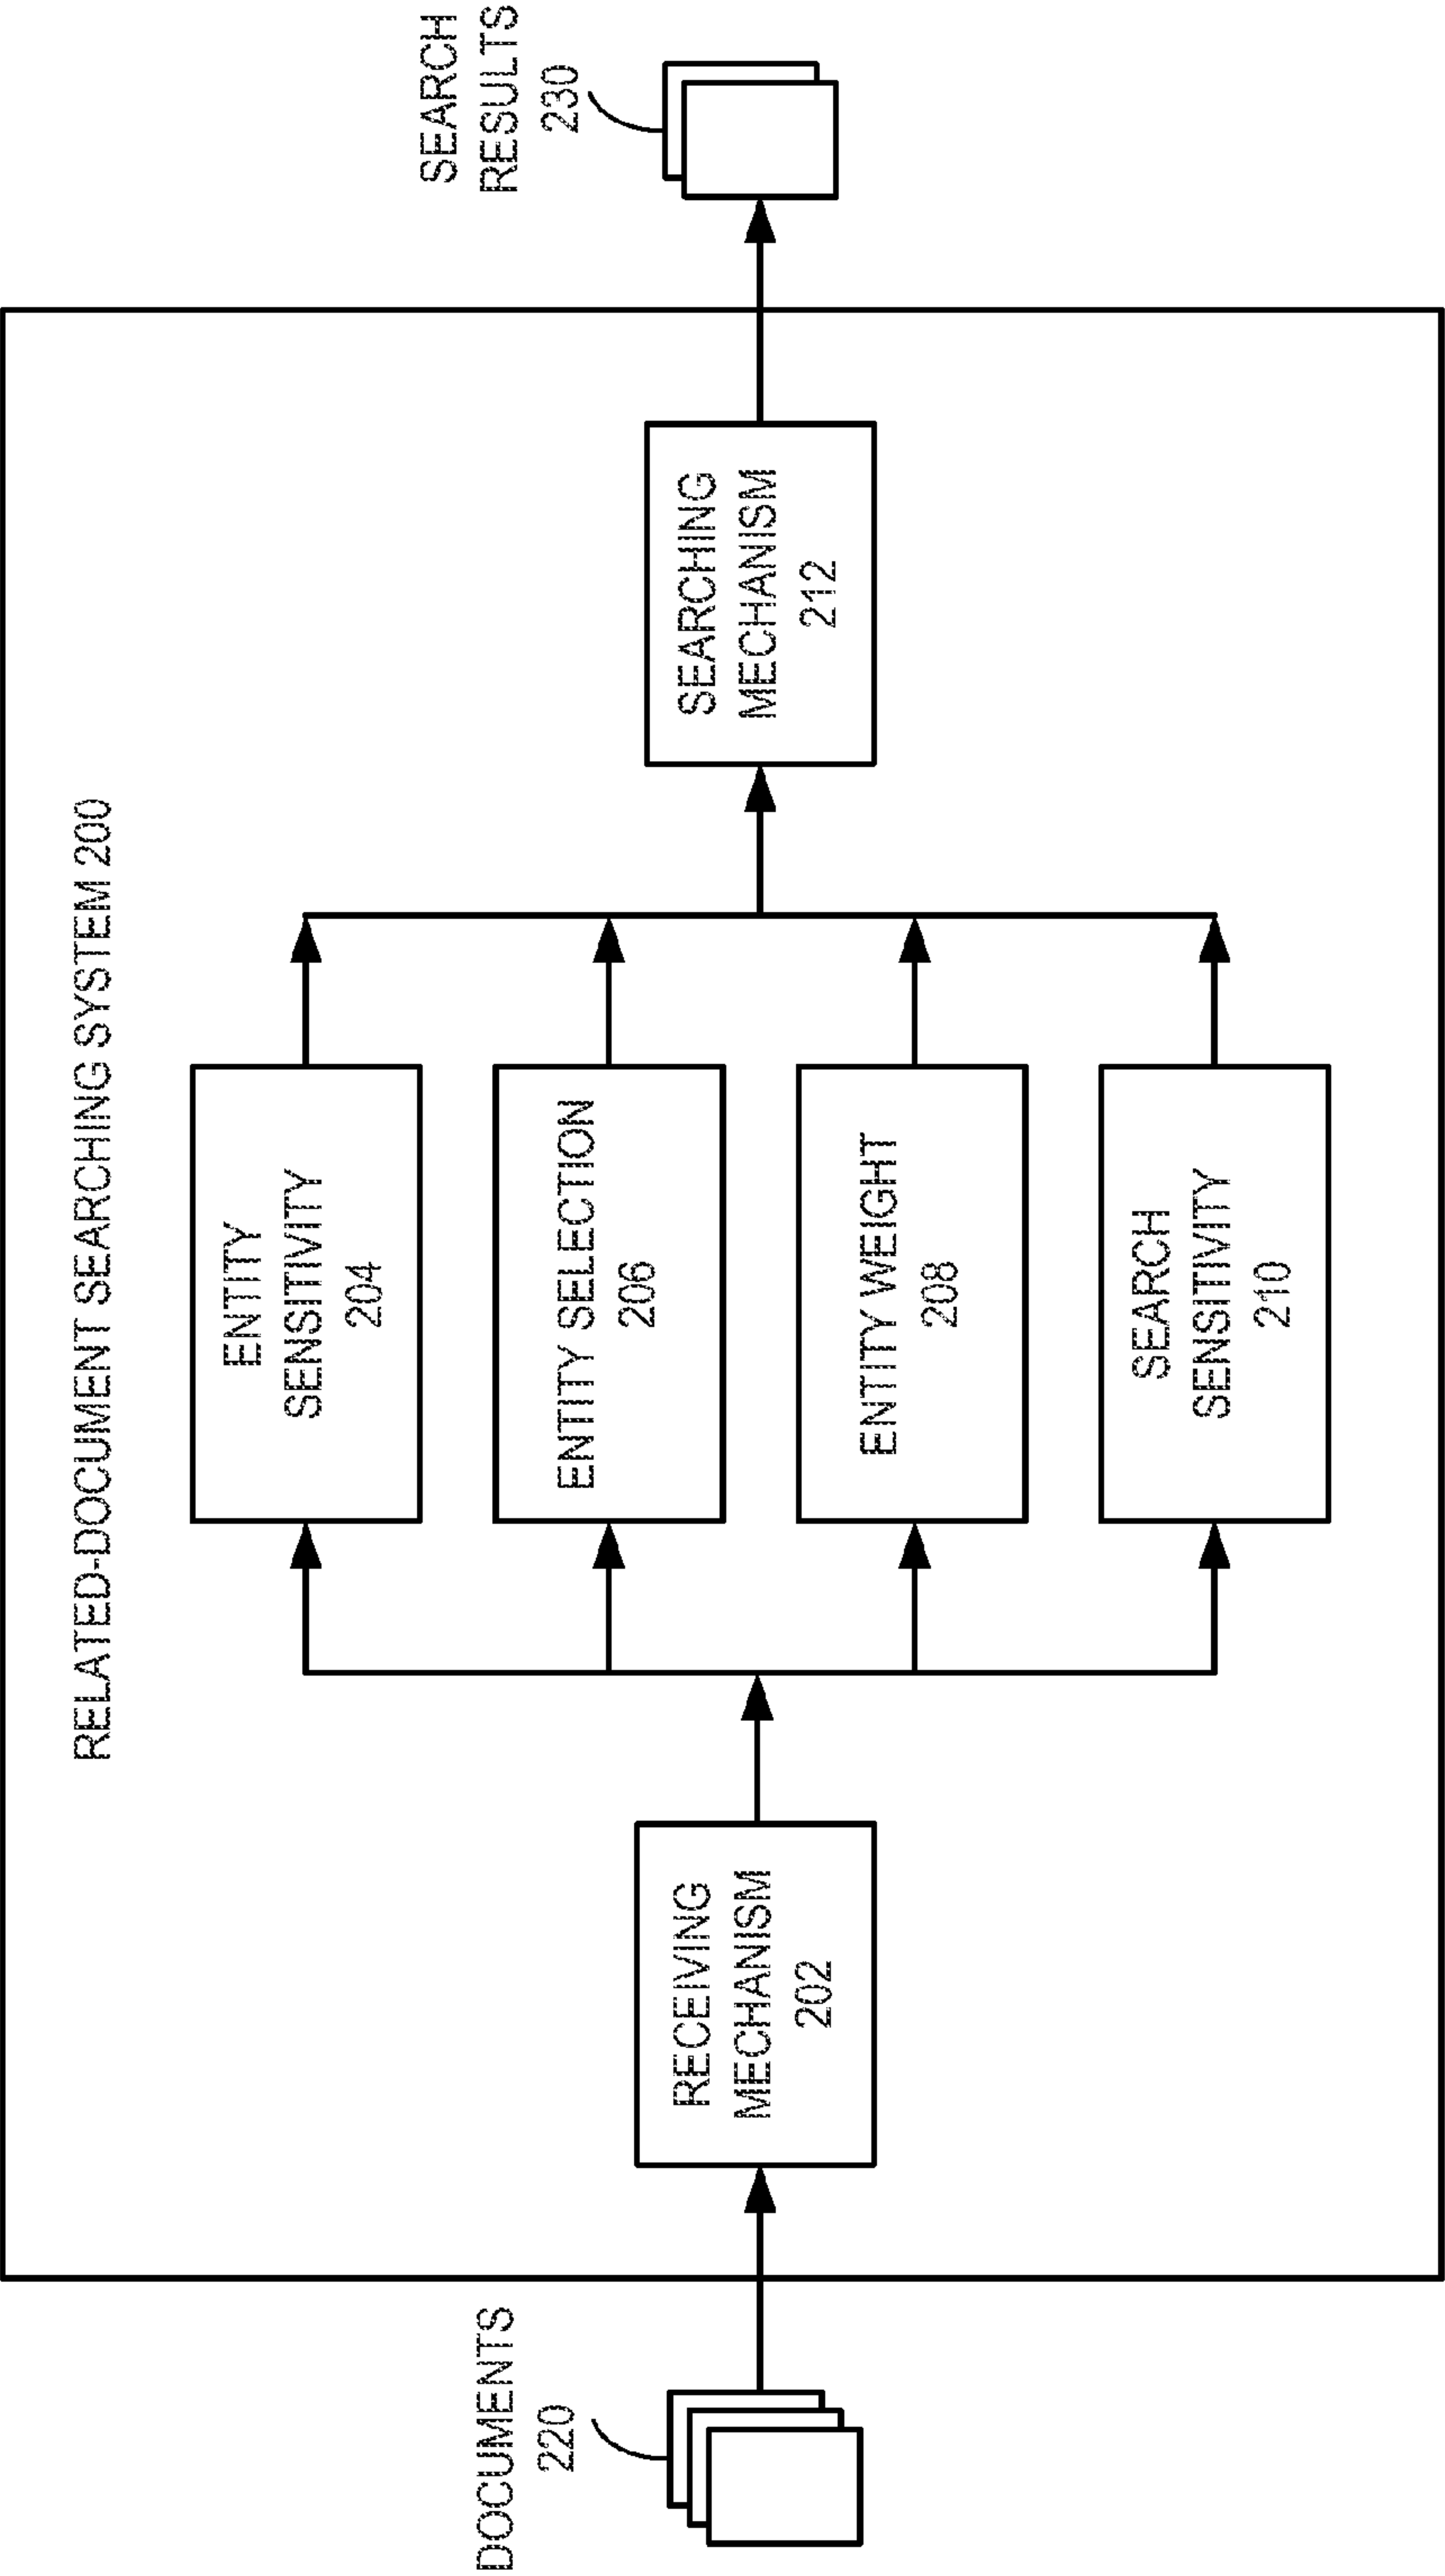 RELATED-DOCUMENT SEARCHING SYSTEM 200
DOCUMENTS
220
RECEIVING
MECHANISM
202
ENTITY
SENSITIVITY
204
ENTITY SELECTION
206
ENTITY WEIGHT
208
SEARCH
SENSITIVITY
210
SEARCHING
MECHANISM
212
SEARCH
RESULTS
230